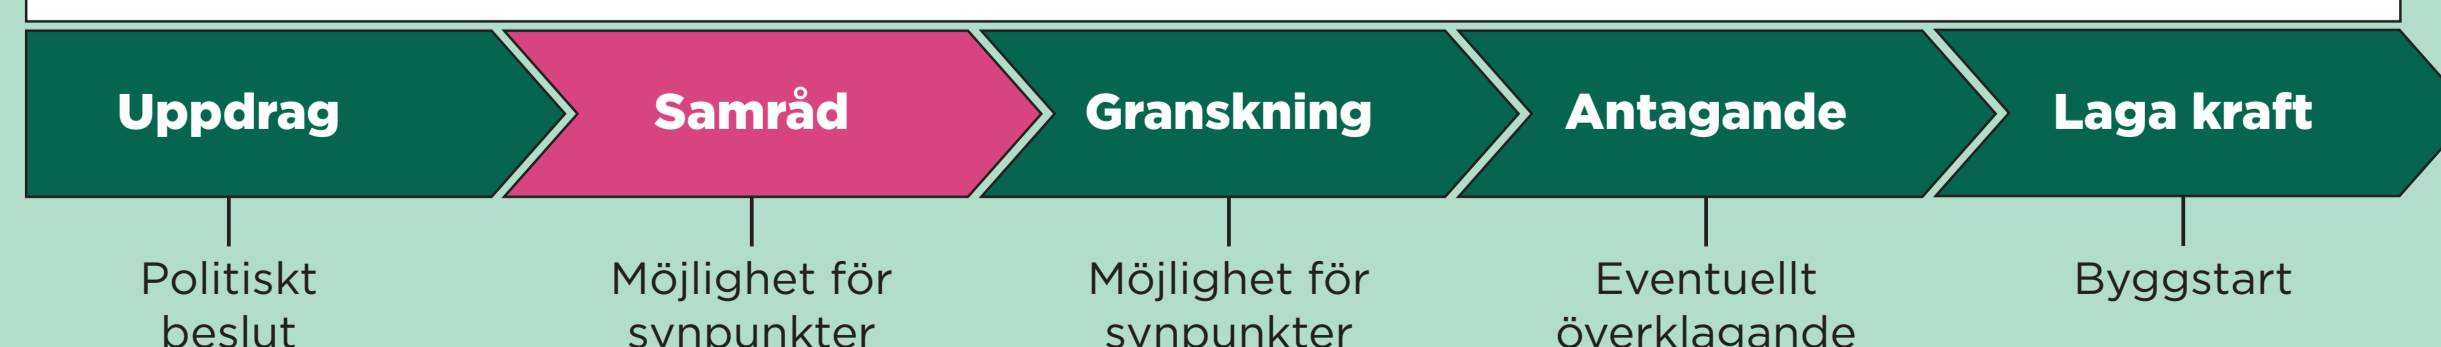 Uppdrag Samråd Granskning Antagande Laga kraft
Politiskt Möjlighet för Möjlighet för Eventuellt Byggstart
beslut synpunkter synpunkter överklagande